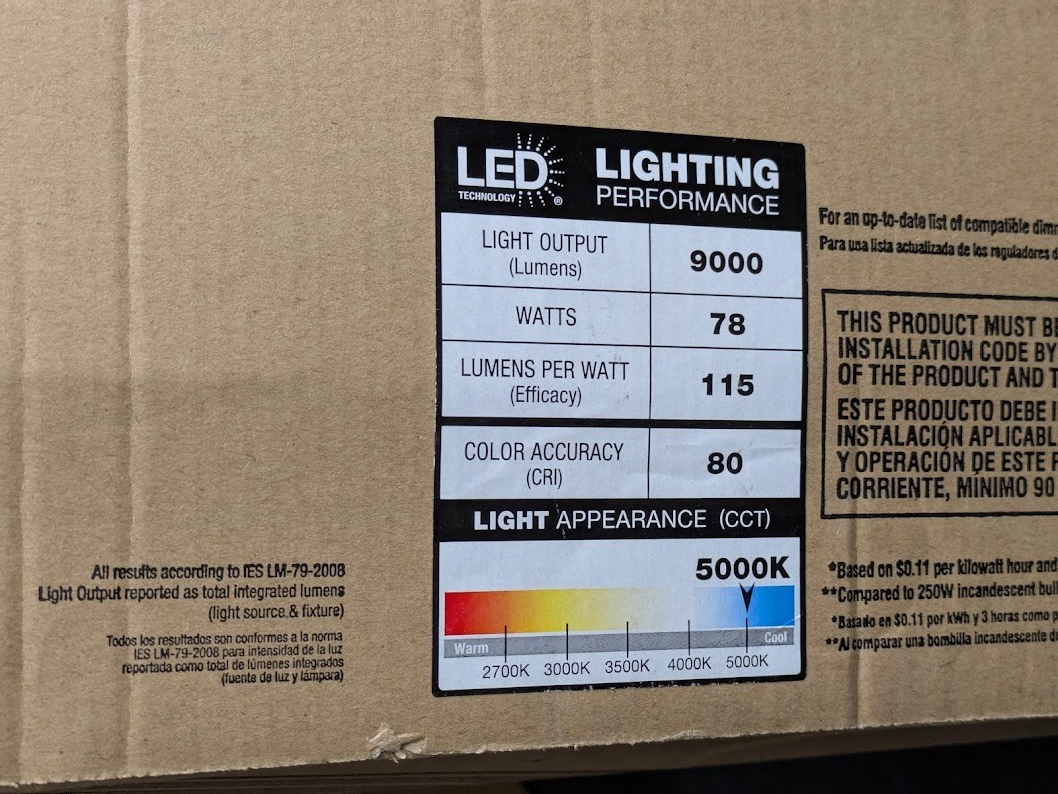 LED
TECHNOLOGY ®
LIGHTING
PERFORMANCE
LIGHT OUTPUT
(Lumens)
9000
WATTS
78
LUMENS PER WATT
(Efficacy)
115
COLOR ACCURACY
(CRI)
80
LIGHT APPEARANCE (CCT)
5000K
Warm
Cool
2700K 3000K 3500K 4000K 5000K
All results according to IES LM-79-2008
Light Output reported as total integrated lumens
(light source & fixture)
Todos los resultados son conformes a la norma
IES LM-79-2008 para intensidad de la luz
reportada como total de lúmenes integrados
(fuente de luz y lámpara)
For an up-to-data list of compatible
Para una lista actualizada de los reguladores
THIS PRODUCT MUST
INSTALLATION CODE BY
OF THE PRODUCT AND
ESTE PRODUCTO DEBE
INSTALACIÓN
Y OPERACIÓN DE ESTE
CORRIENTE, MÍNIMO 90
*Based on $0.11 per kilowatt hour and
**Compared to 250W incandescent
*Basado en $0.11 por kWh y 3 horas como
**Al comparar una bombilla incandescente